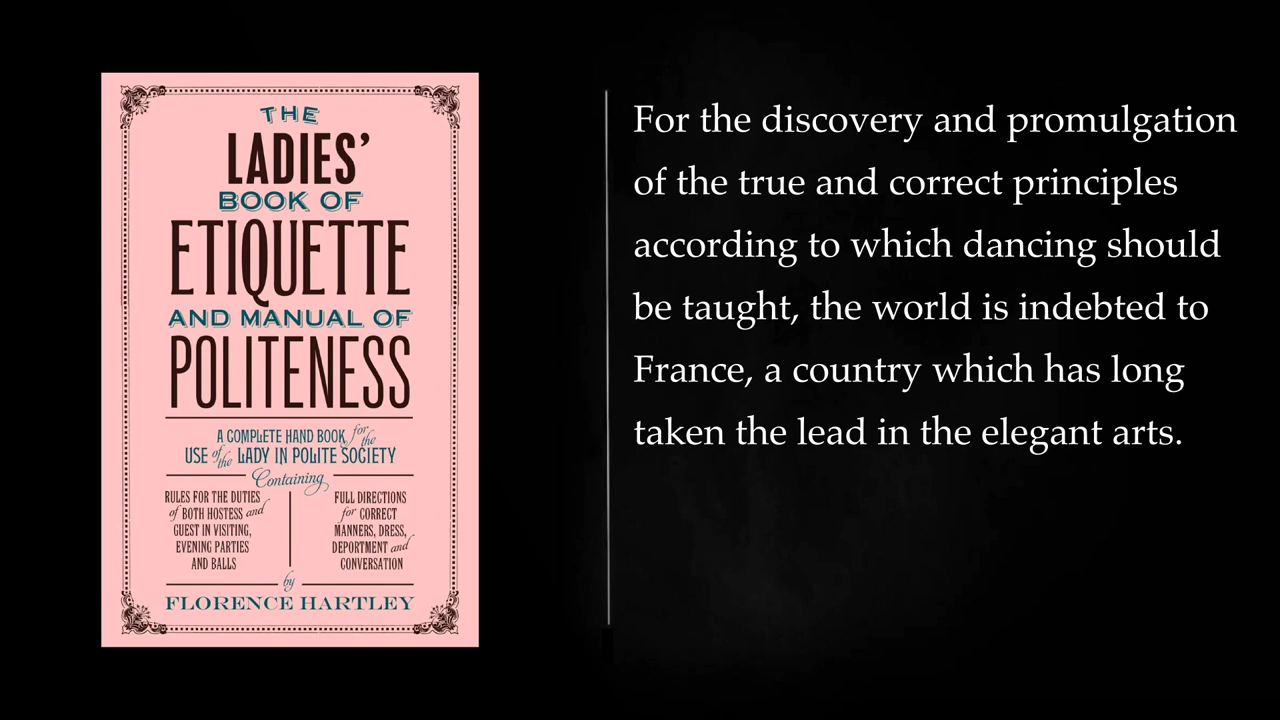 THE
LADIES'
BOOK OF
ETIQUETTE
AND MANUAL OF
POLITENESS
A COMPLETE HAND BOOK for the
USE of the LADY IN POLITE SOCIETY
Containing
RULES FOR THE DUTIES
of BOTH HOSTESS and
GUEST IN VISITING,
EVENING PARTIES
AND BALLS
FULL DIRECTIONS
for CORRECT
MANNERS, DRESS,
DEPORTMENT and
CONVERSATION
by
FLORENCE HARTLEY
For the discovery and promulgation
of the true and correct principles
according to which dancing should
be taught, the world is indebted to
France, a country which has long
taken the lead in the elegant arts.